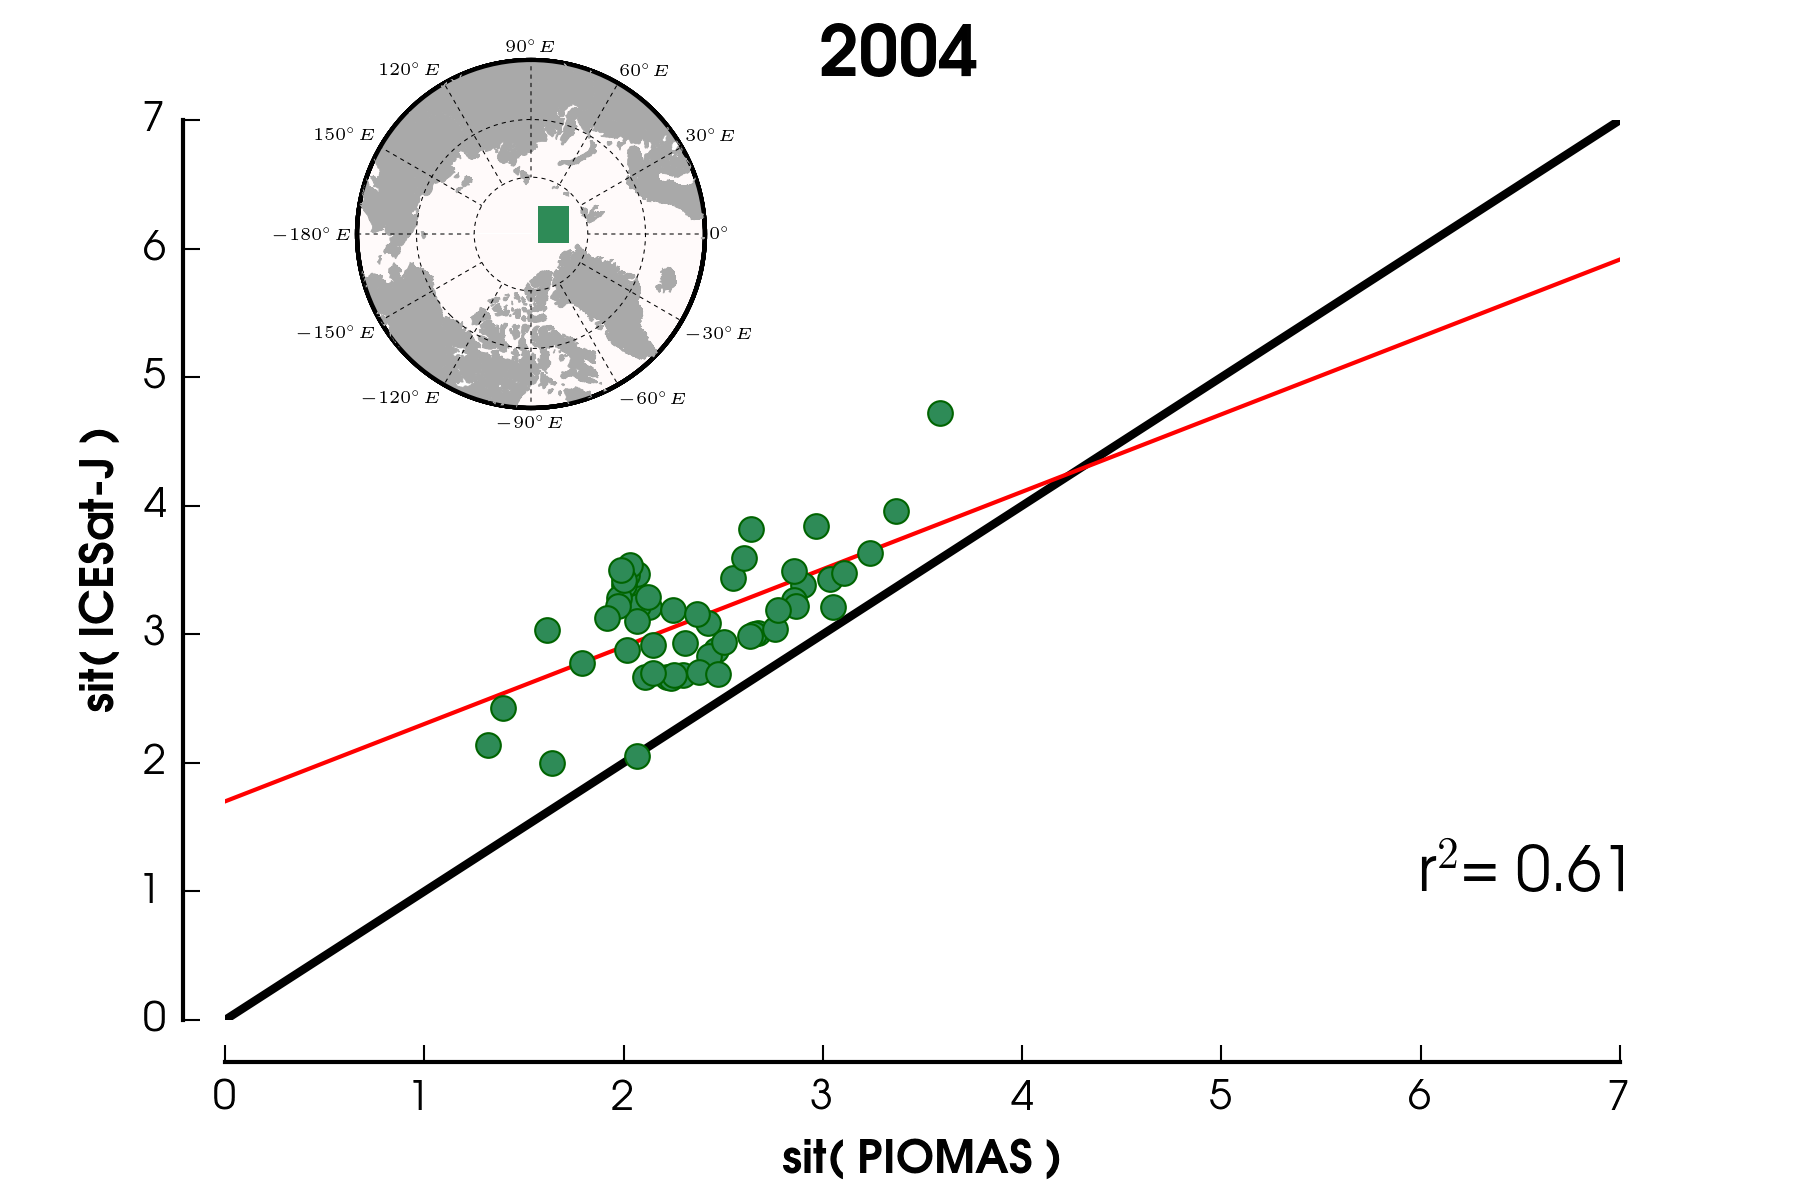 2004
90° E
120° E
60° E
150° E
30° E
−180° E
0°
−150° E
−30° E
−120° E
−60° E
−90° E
7
6
5
4
3
2
1
0
sit( ICESat-J )
r²= 0.61
0 1 2 3 4 5 6 7
sit( PIOMAS )